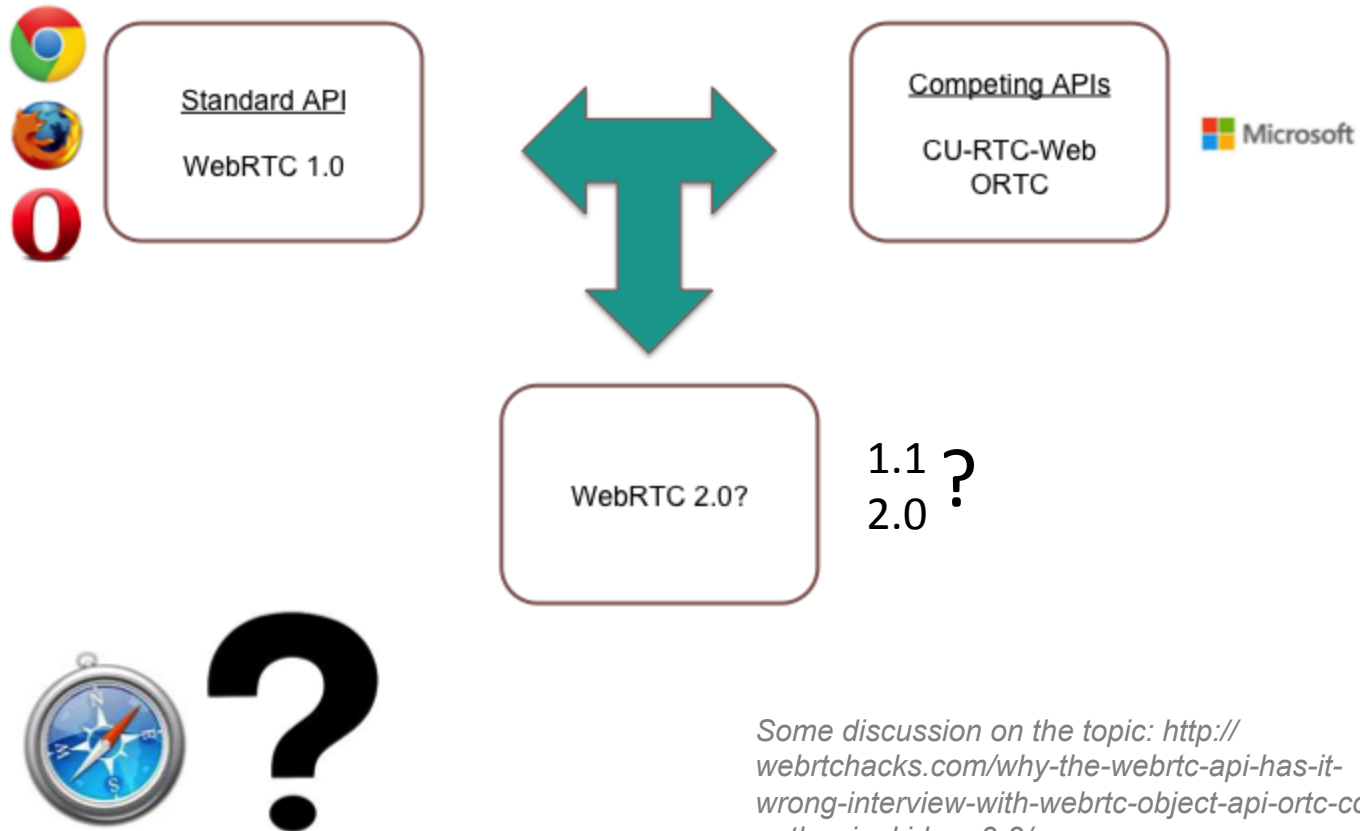 Standard API
WebRTC 1.0
Competing APIs
CU-RTC-Web
ORTC
Microsoft
WebRTC 2.0?
1.1
2.0
?
?
Some discussion on the topic: http://
webrtchacks.com/why-the-webrtc-api-has-it-
wrong-interview-with-webrtc-object-api-ortc-co